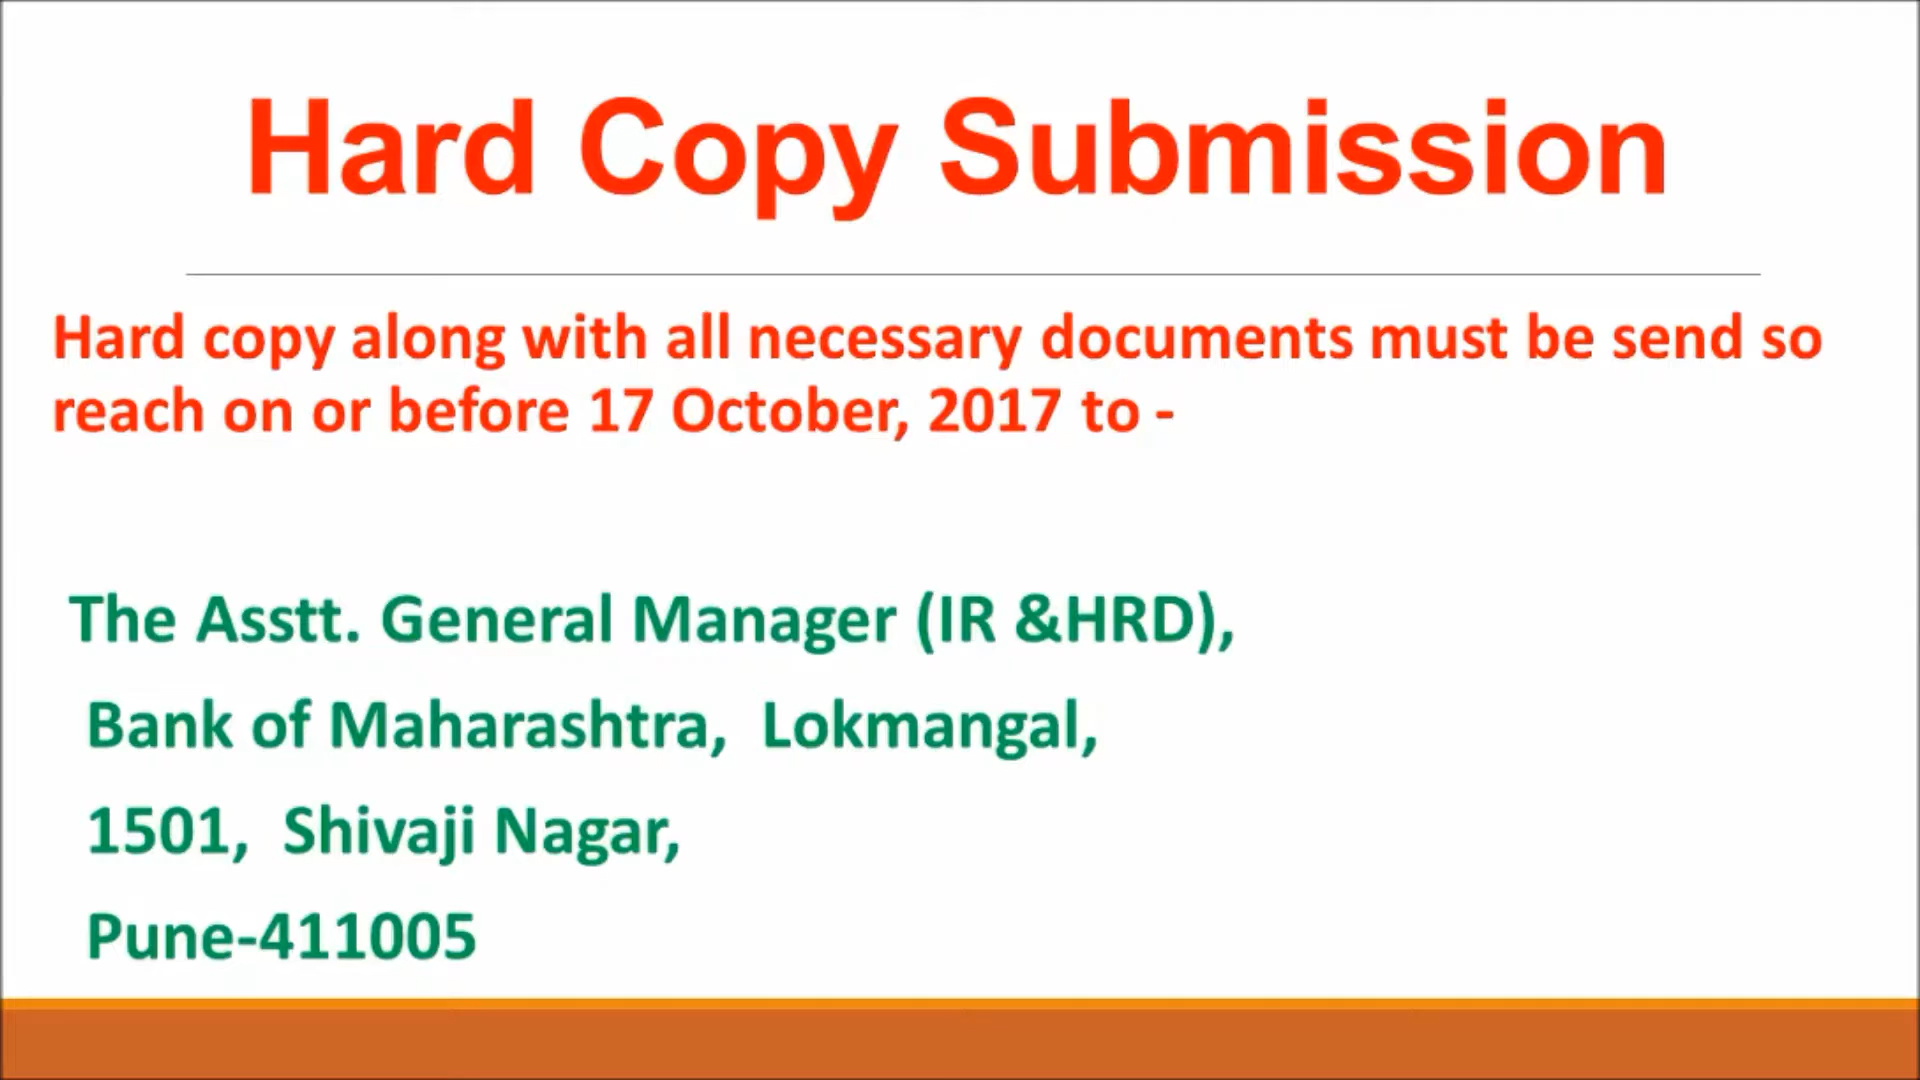 Hard Copy Submission
Hard copy along with all necessary documents must be send so
reach on or before 17 October, 2017 to -
The Asstt. General Manager (IR &HRD),
Bank of Maharashtra, Lokmangal,
1501, Shivaji Nagar,
Pune-411005